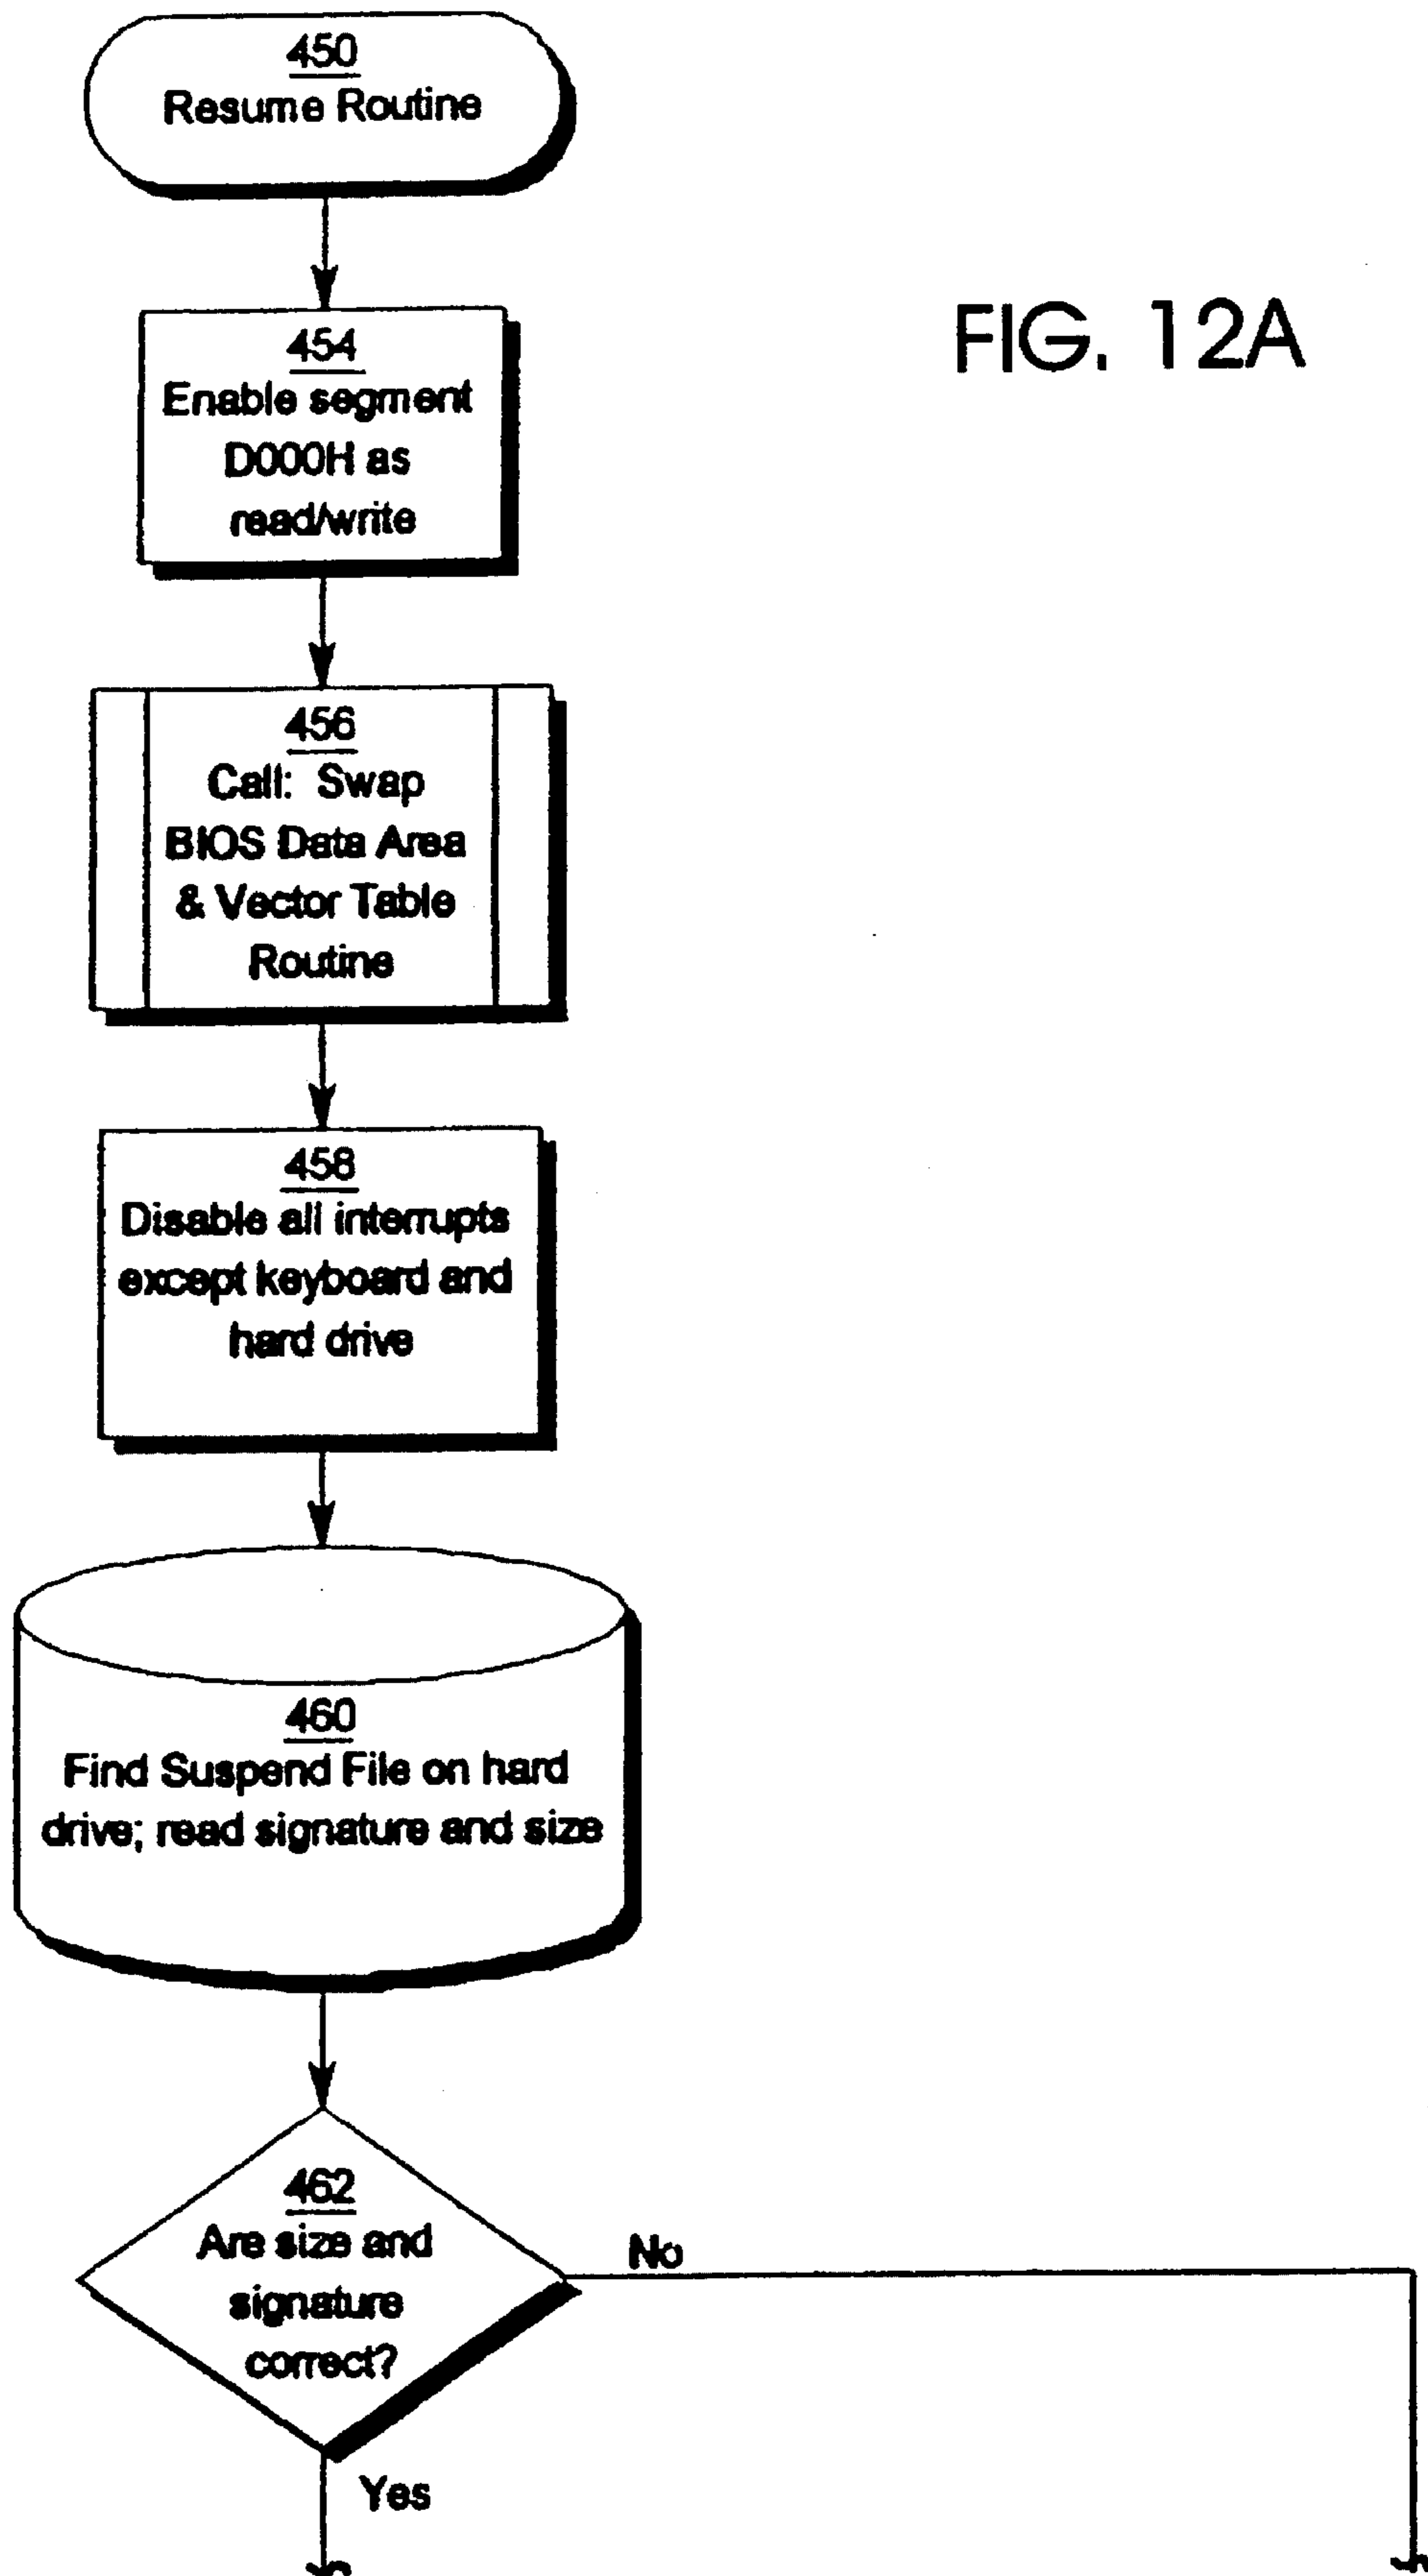 450
Resume Routine
FIG. 12A
454
Enable segment
D000H as
read/write
456
Call: Swap
BIOS Data Area
& Vector Table
Routine
458
Disable all interrupts
except keyboard and
hard drive
460
Find Suspend File on hard
drive; read signature and size
462
Are size and
signature
correct?
No
Yes